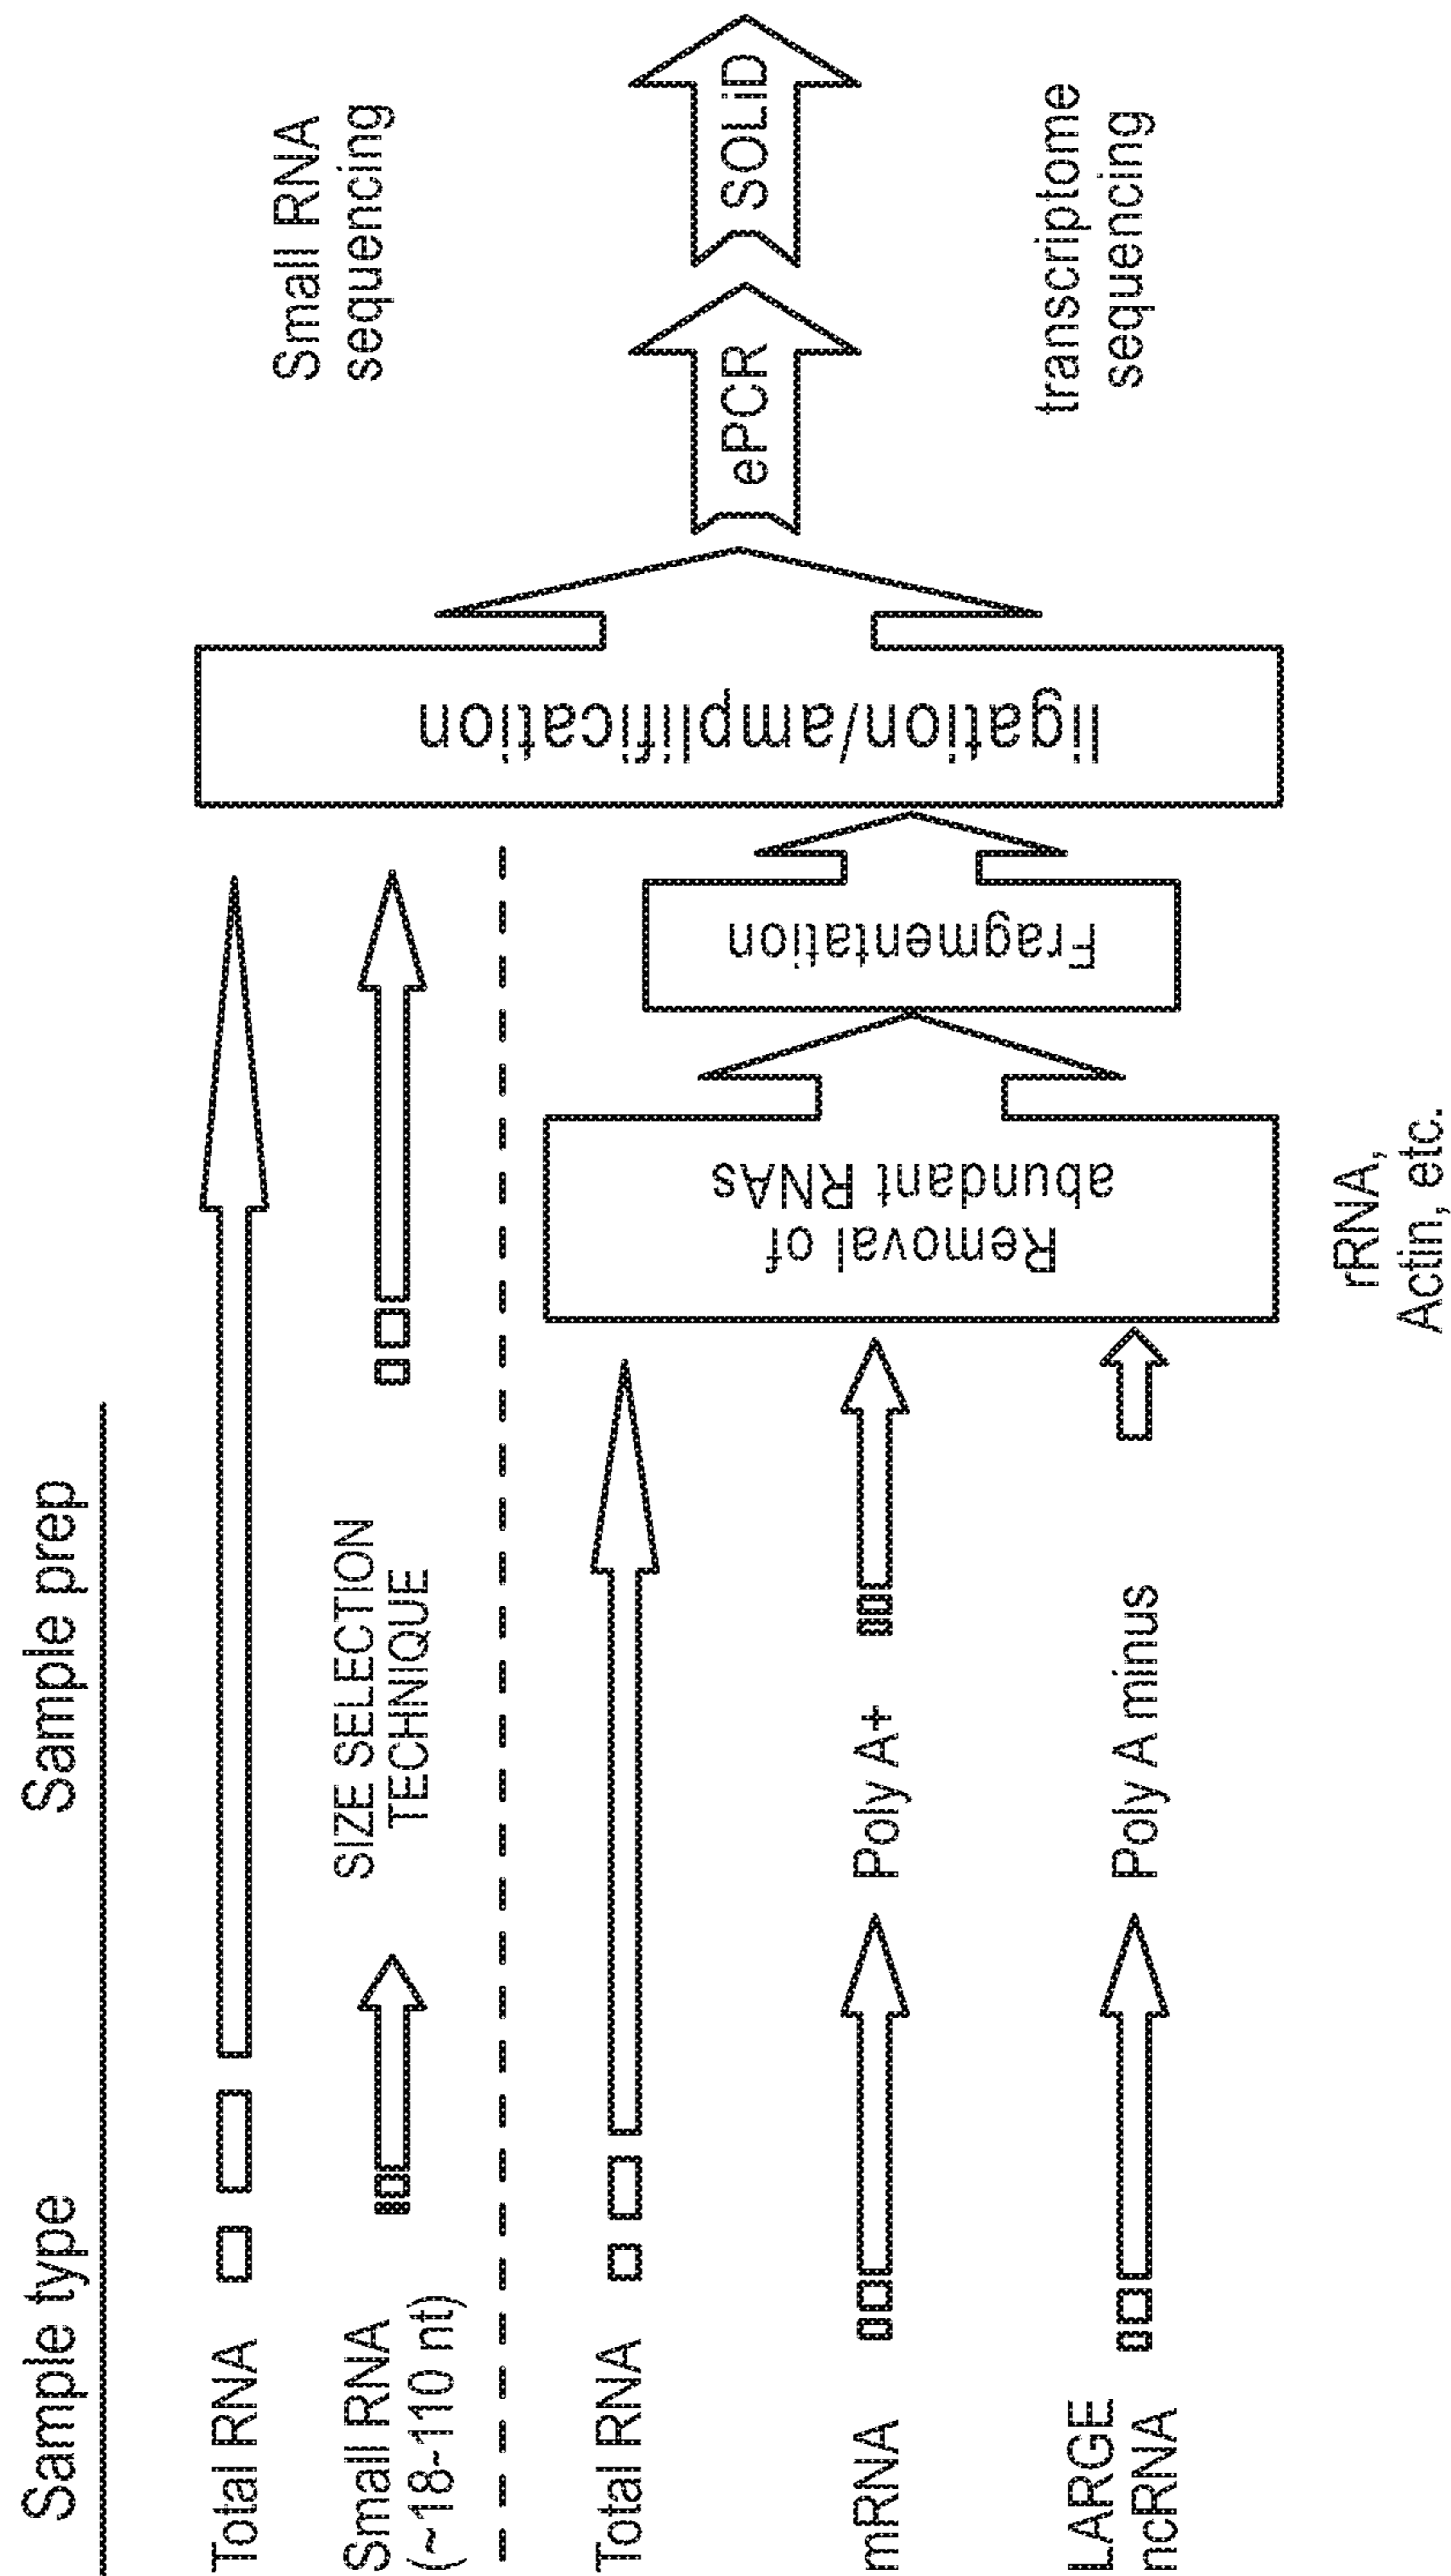 Sample type
Sample prep
Total RNA
Small RNA
(~18-110 nt)
SIZE SELECTION
TECHNIQUE
Total RNA
mRNA
Poly A+
LARGE
ncRNA
Poly A minus
Removal of
abundant RNAs
rRNA,
Actin, etc.
Fragmentation
ligation/amplification
ePCR
SOLiD
Small RNA
sequencing
transcriptome
sequencing